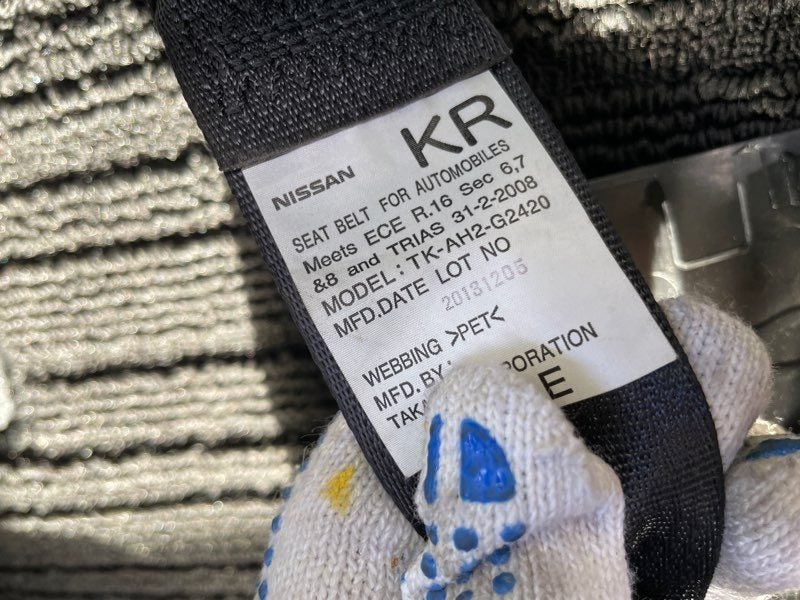 KR
NISSAN
SEAT BELT FOR AUTOMOBILES
Meets ECE R.16 Sec 6,7
&8 and TRIAS 31-2-2008
MODEL: TK-AH2-G2420
MFD.DATE LOT NO
20131205
WEBBING >PET<
MFD. BY:
E